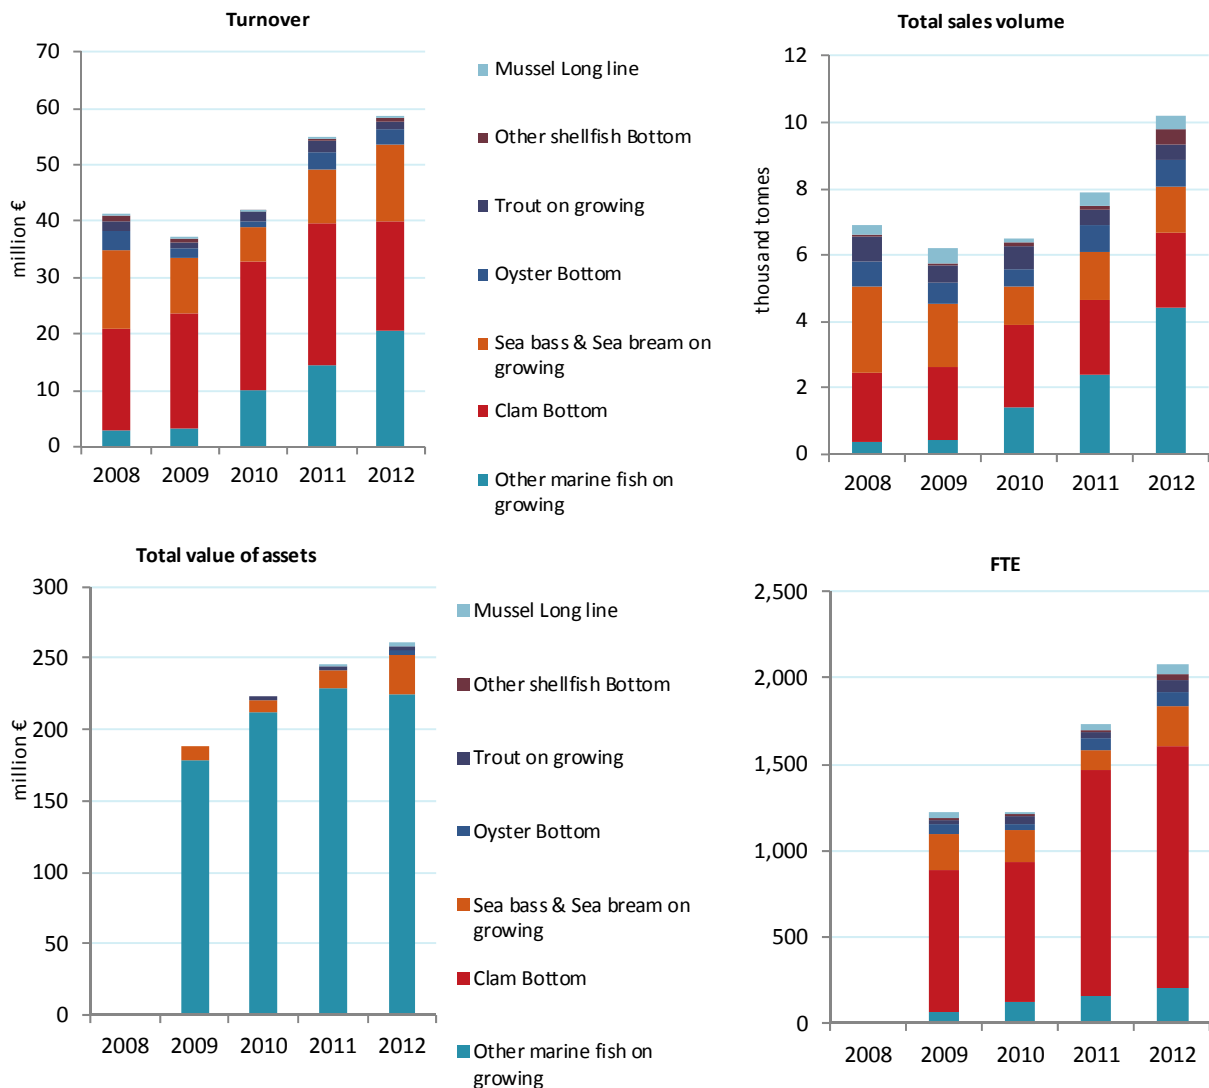 Turnover
million €
70
60
50
40
30
20
10
0
2008 2009 2010 2011 2012
Mussel Long line
Other shellfish Bottom
Trout on growing
Oyster Bottom
Sea bass & Sea bream on
growing
Clam Bottom
Other marine fish on
growing
Total sales volume
thousand tonnes
12
10
8
6
4
2
0
2008 2009 2010 2011 2012
Total value of assets
million €
300
250
200
150
100
50
0
2008 2009 2010 2011 2012
Mussel Long line
Other shellfish Bottom
Trout on growing
Oyster Bottom
Sea bass & Sea bream on
growing
Clam Bottom
Other marine fish on
growing
FTE
2,500
2,000
1,500
1,000
500
0
2008 2009 2010 2011 2012